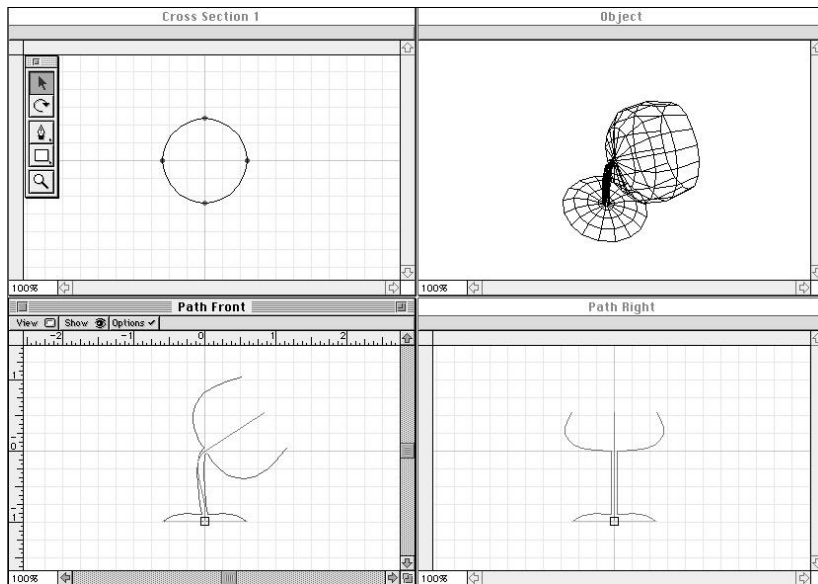 Cross Section 1
Object
100%
100%
Path Front
Path Right
View Show Options ✓
-2 -1 0 1 2
1
0
-1
100%
100%